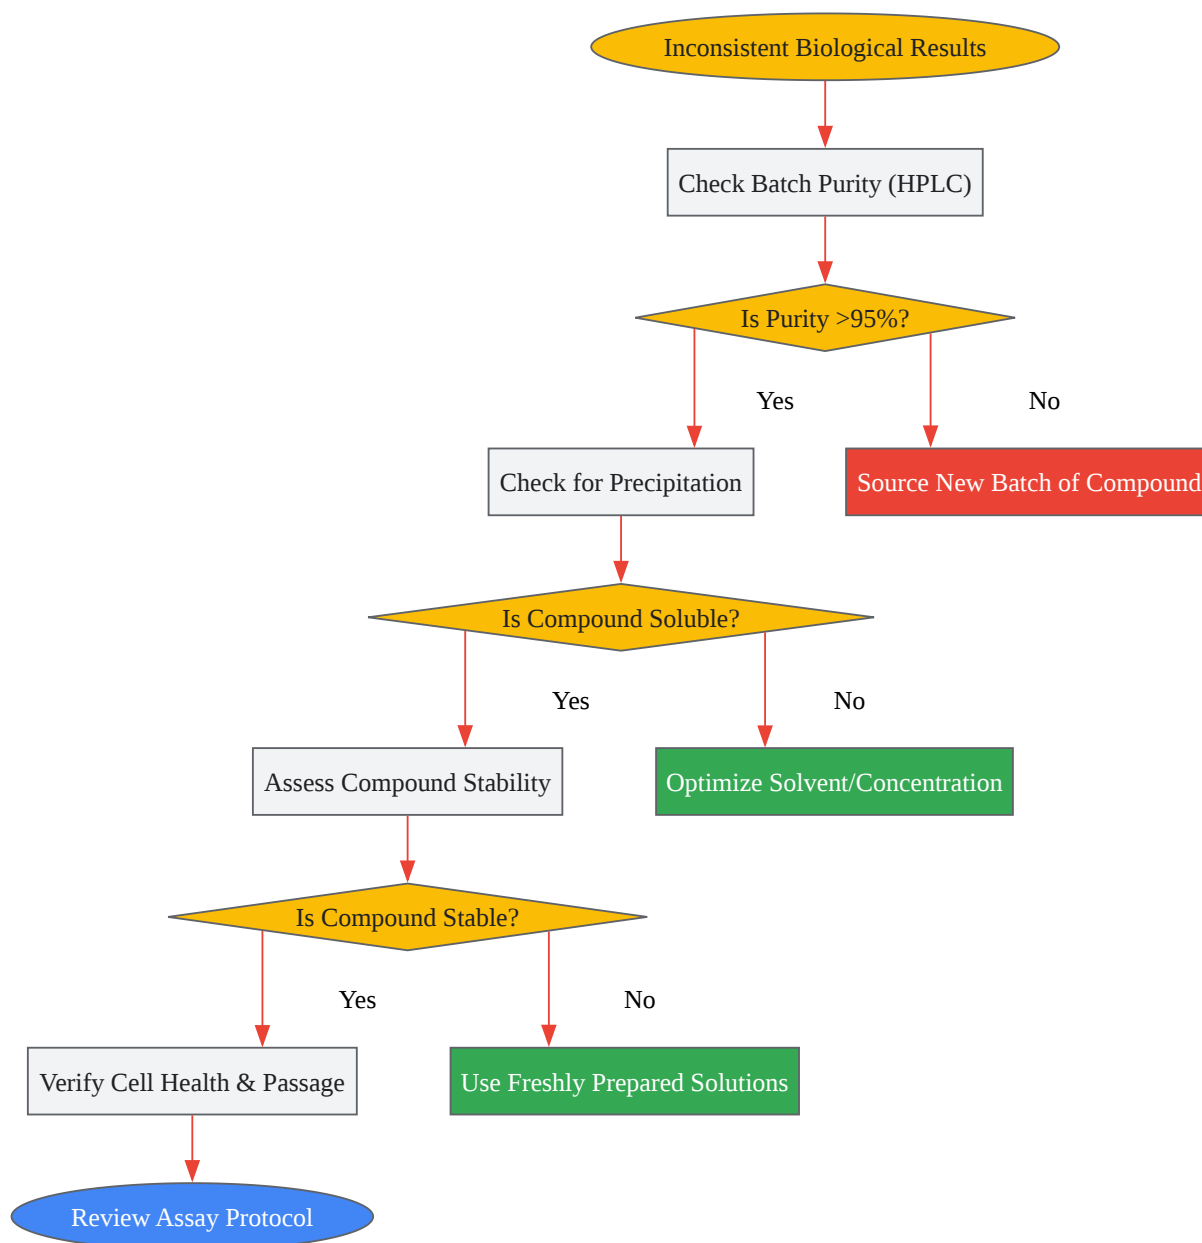 Inconsistent Biological Results
Check Batch Purity (HPLC)
Is Purity >95%?
Yes
No
Check for Precipitation
Source New Batch of Compound
Is Compound Soluble?
Yes
No
Assess Compound Stability
Optimize Solvent/Concentration
Is Compound Stable?
Yes
No
Verify Cell Health & Passage
Use Freshly Prepared Solutions
Review Assay Protocol